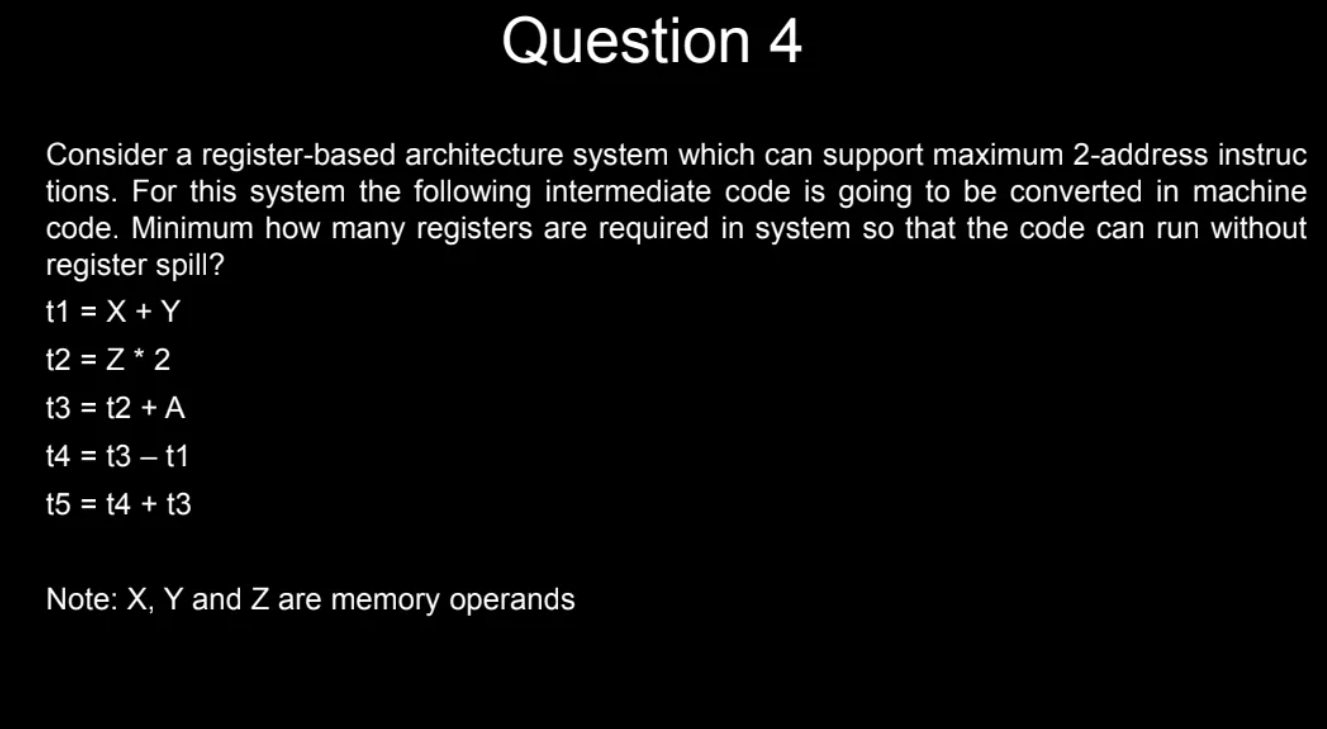 Question 4
Consider a register-based architecture system which can support maximum 2-address instruc
tions. For this system the following intermediate code is going to be converted in machine
code. Minimum how many registers are required in system so that the code can run without
register spill?
t1 = X + Y
t2 = Z * 2
t3 = t2 + A
t4 = t3 – t1
t5 = t4 + t3
Note: X, Y and Z are memory operands